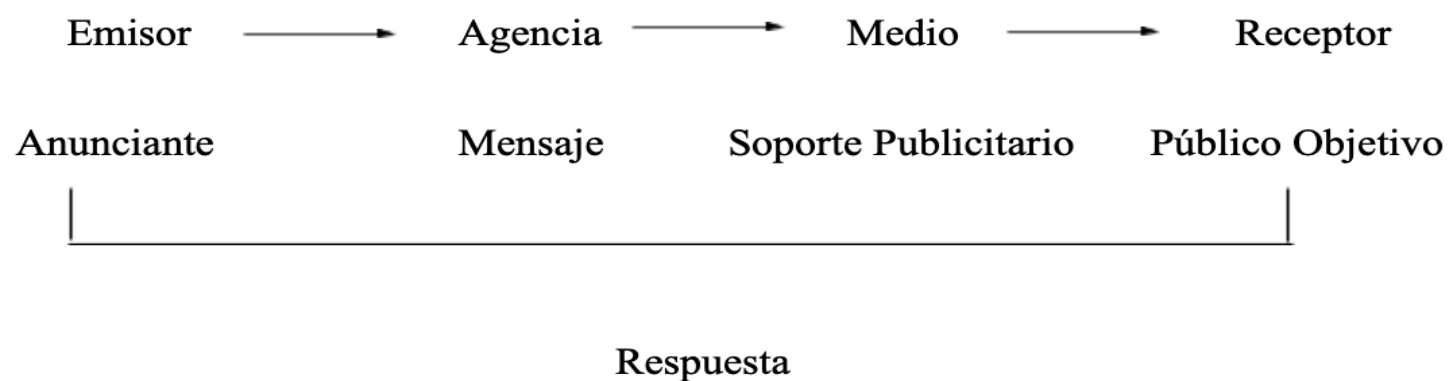 Emisor Agencia Medio Receptor
Anunciante Mensaje Soporte Publicitario Público Objetivo
Respuesta